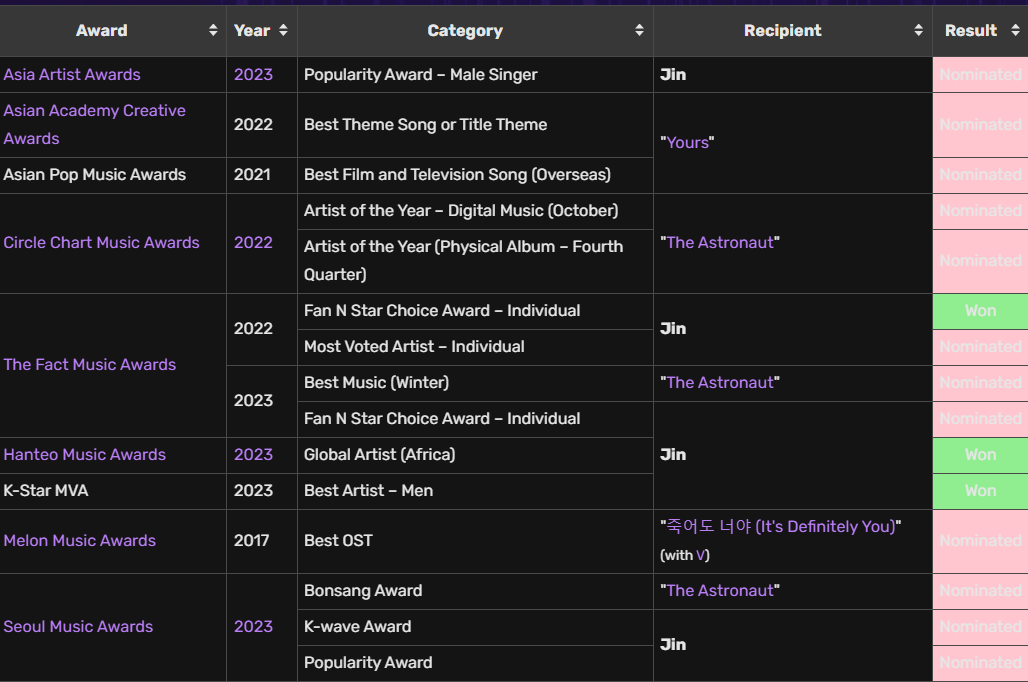 Award Year Category Recipient Result
Asia Artist Awards 2023 Popularity Award – Male Singer Jin Nominated
Asian Academy Creative
Awards
2022 Best Theme Song or Title Theme "Yours" Nominated
Asian Pop Music Awards 2021 Best Film and Television Song (Overseas) Nominated
Circle Chart Music Awards 2022 Artist of the Year – Digital Music (October) "The Astronaut" Nominated
Artist of the Year (Physical Album – Fourth
Quarter)
Nominated
The Fact Music Awards 2022 Fan N Star Choice Award – Individual Jin Won
Most Voted Artist – Individual Nominated
2023 Best Music (Winter) "The Astronaut" Nominated
Fan N Star Choice Award – Individual Jin Nominated
Hanteo Music Awards 2023 Global Artist (Africa) Won
K-Star MVA 2023 Best Artist – Men Won
Melon Music Awards 2017 Best OST "죽어도 너야 (It's Definitely You)"
(with V)
Nominated
Seoul Music Awards 2023 Bonsang Award "The Astronaut" Nominated
K-wave Award Jin Nominated
Popularity Award Nominated